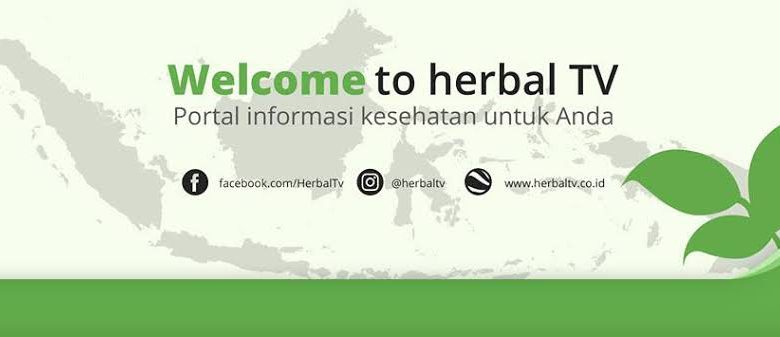 Welcome to herbal TV
Portal informasi kesehatan untuk Anda
facebook.com/HerbalTv @herbaltv www.herbaltv.co.id